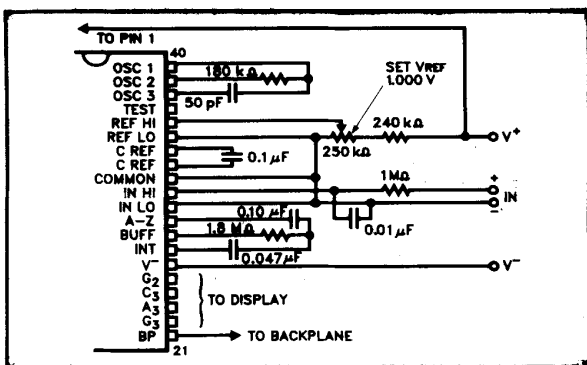 TO PIN 1
40
OSC 1
OSC 2
OSC 3
TEST
REF HI
REF LO
C REF
C REF
COMMON
IN HI
IN LO
A-Z
BUFF
INT
V⁻
G2
C3
A3
G3
BP
21
180 kΩ
50 pF
SET VREF
1.000 V
250 kΩ
240 kΩ
V⁺
0.1 µF
1MΩ
+
IN
−
0.01 µF
0.10 µF
1.8 MΩ
0.047 µF
V⁻
TO DISPLAY
TO BACKPLANE